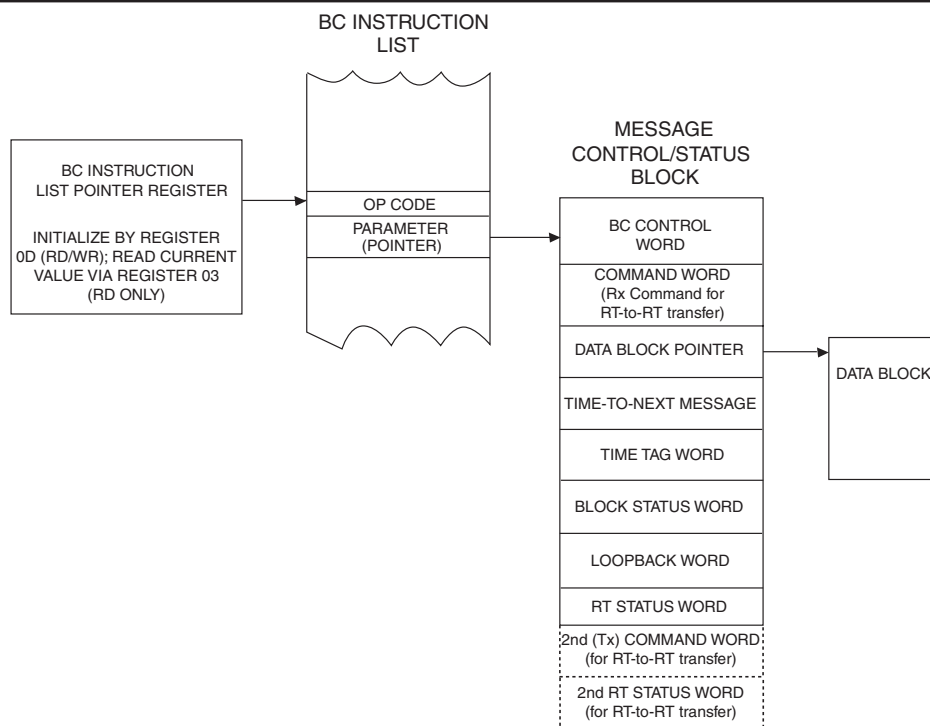 BC INSTRUCTION
LIST
BC INSTRUCTION
LIST POINTER REGISTER
INITIALIZE BY REGISTER
0D (RD/WR); READ CURRENT
VALUE VIA REGISTER 03
(RD ONLY)
OP CODE
PARAMETER
(POINTER)
MESSAGE
CONTROL/STATUS
BLOCK
BC CONTROL
WORD
COMMAND WORD
(Rx Command for
RT-to-RT transfer)
DATA BLOCK POINTER
TIME-TO-NEXT MESSAGE
TIME TAG WORD
BLOCK STATUS WORD
LOOPBACK WORD
RT STATUS WORD
2nd (Tx) COMMAND WORD
(for RT-to-RT transfer)
2nd RT STATUS WORD
(for RT-to-RT transfer)
DATA BLOCK